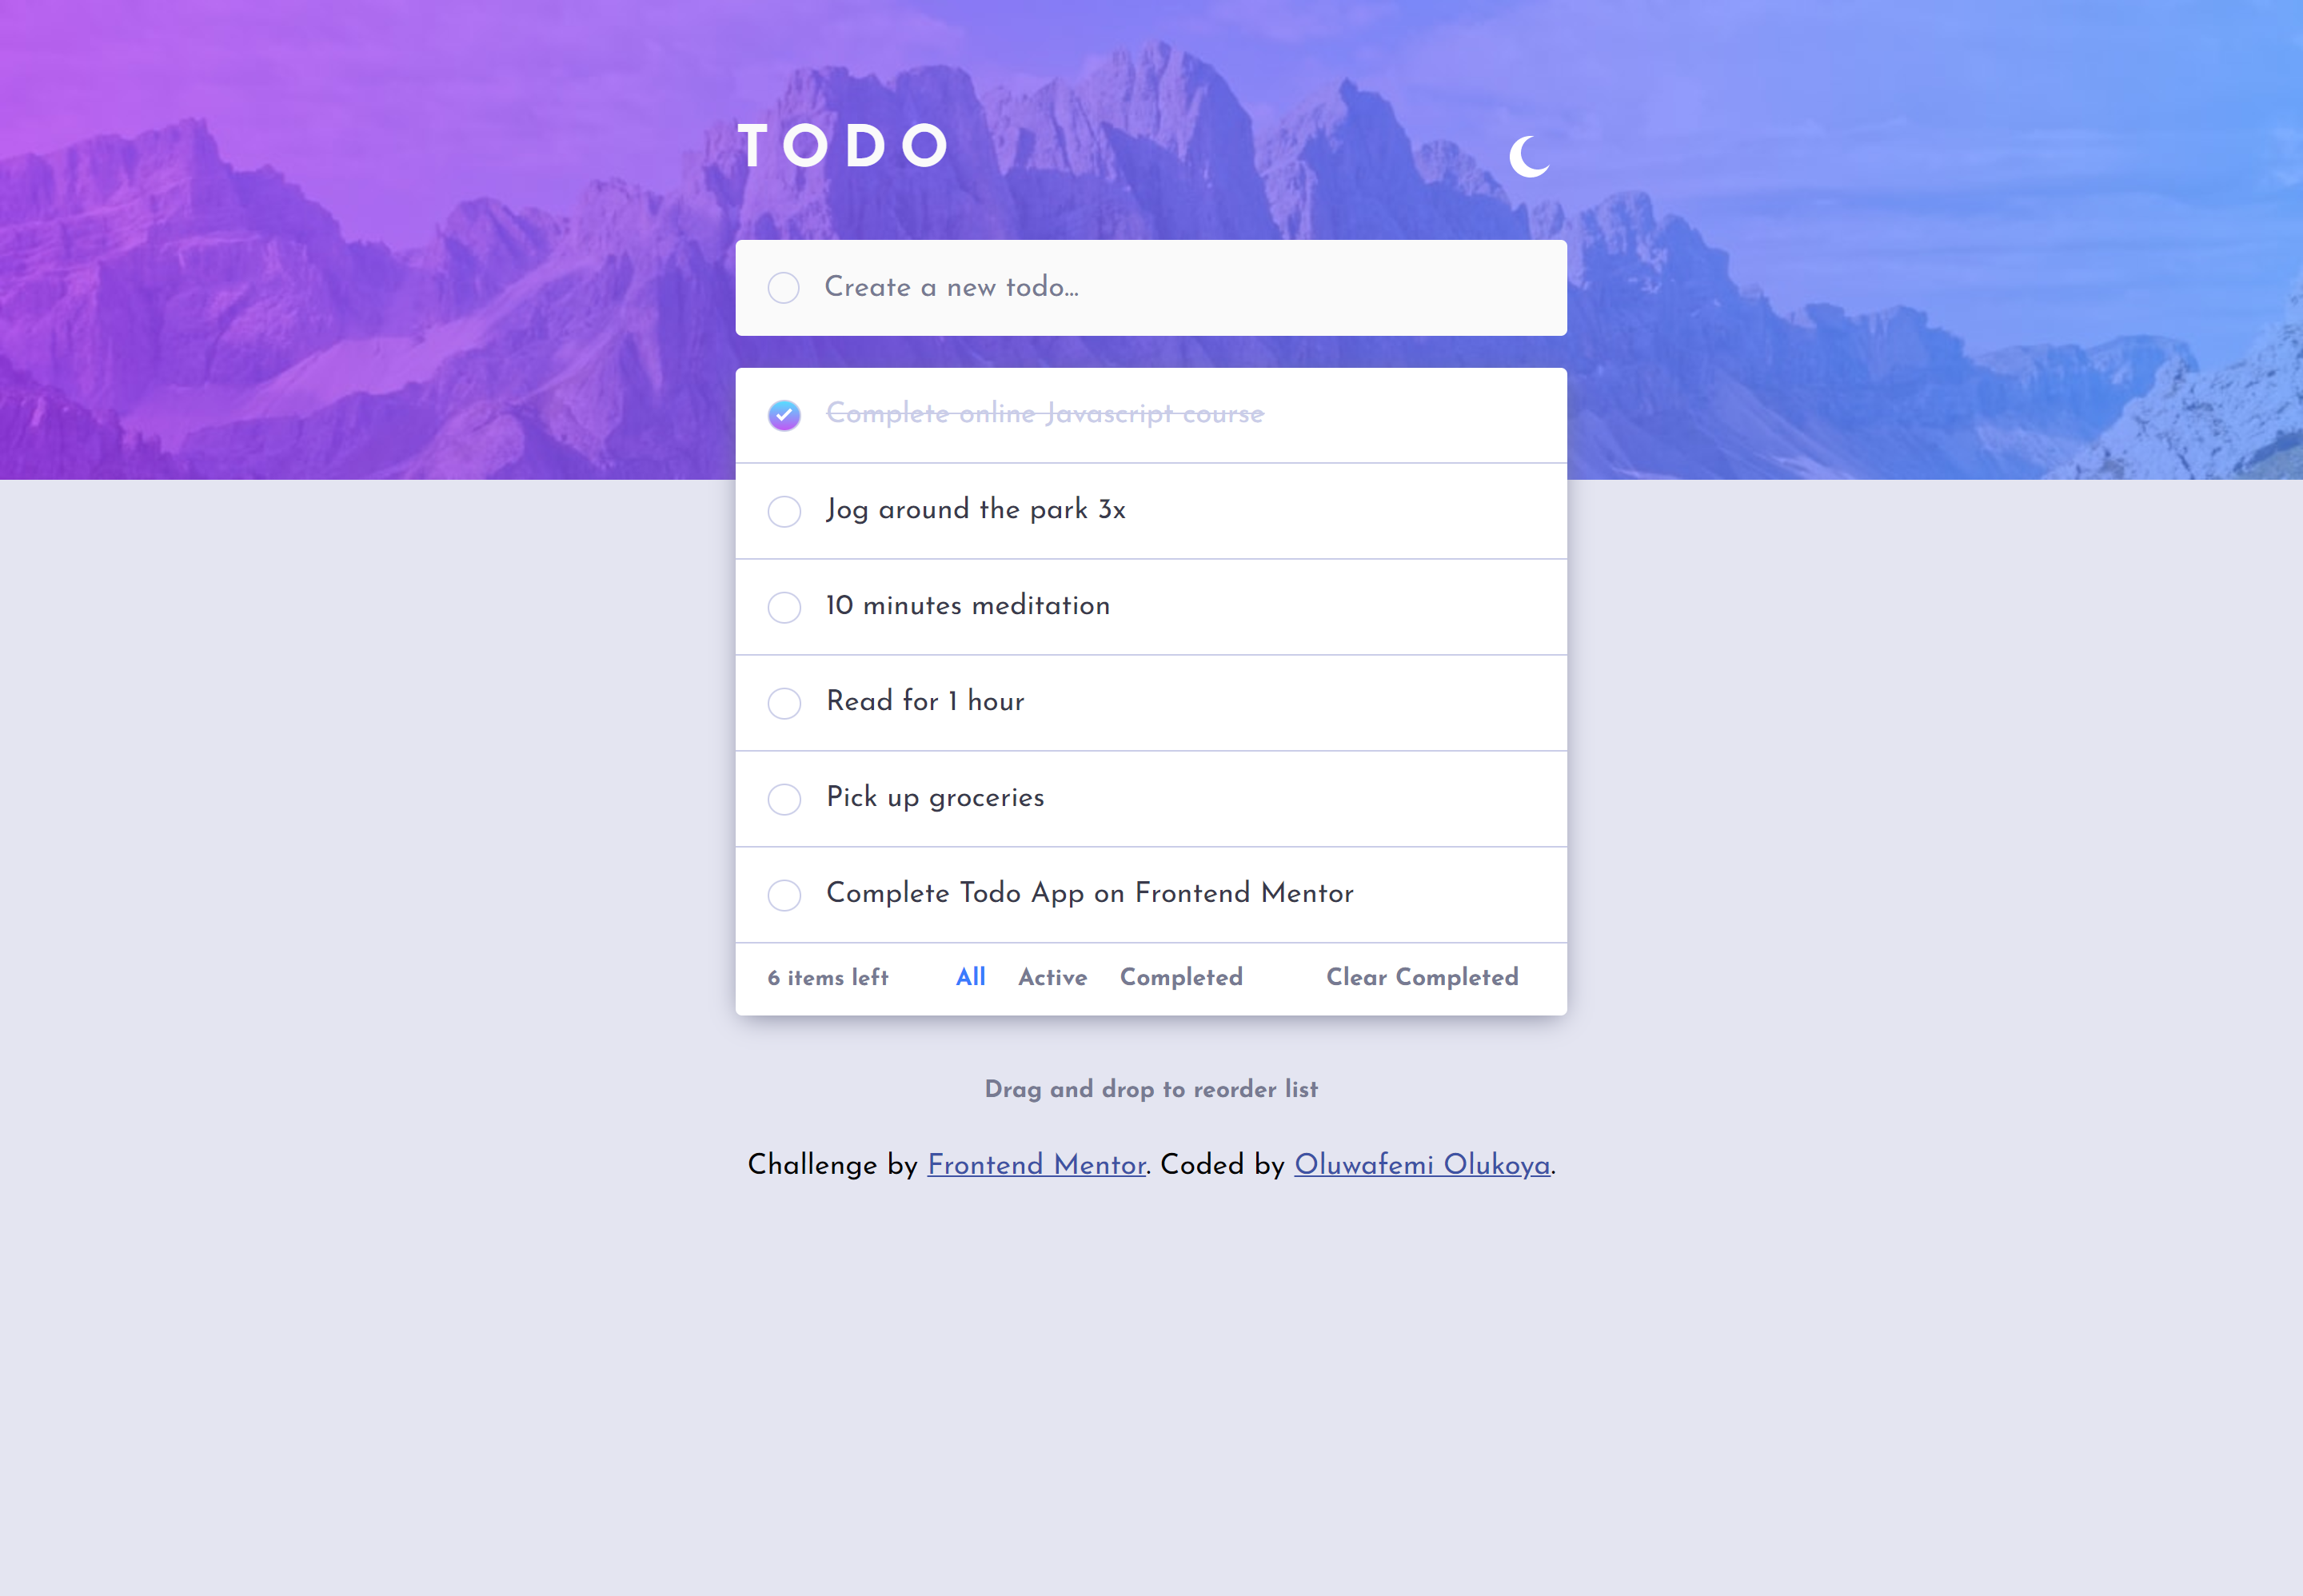 TODO
Create a new todo...
Complete online Javascript course
Jog around the park 3x
10 minutes meditation
Read for 1 hour
Pick up groceries
Complete Todo App on Frontend Mentor
6 items left All Active Completed Clear Completed
Drag and drop to reorder list
Challenge by Frontend Mentor. Coded by Oluwafemi Olukoya.